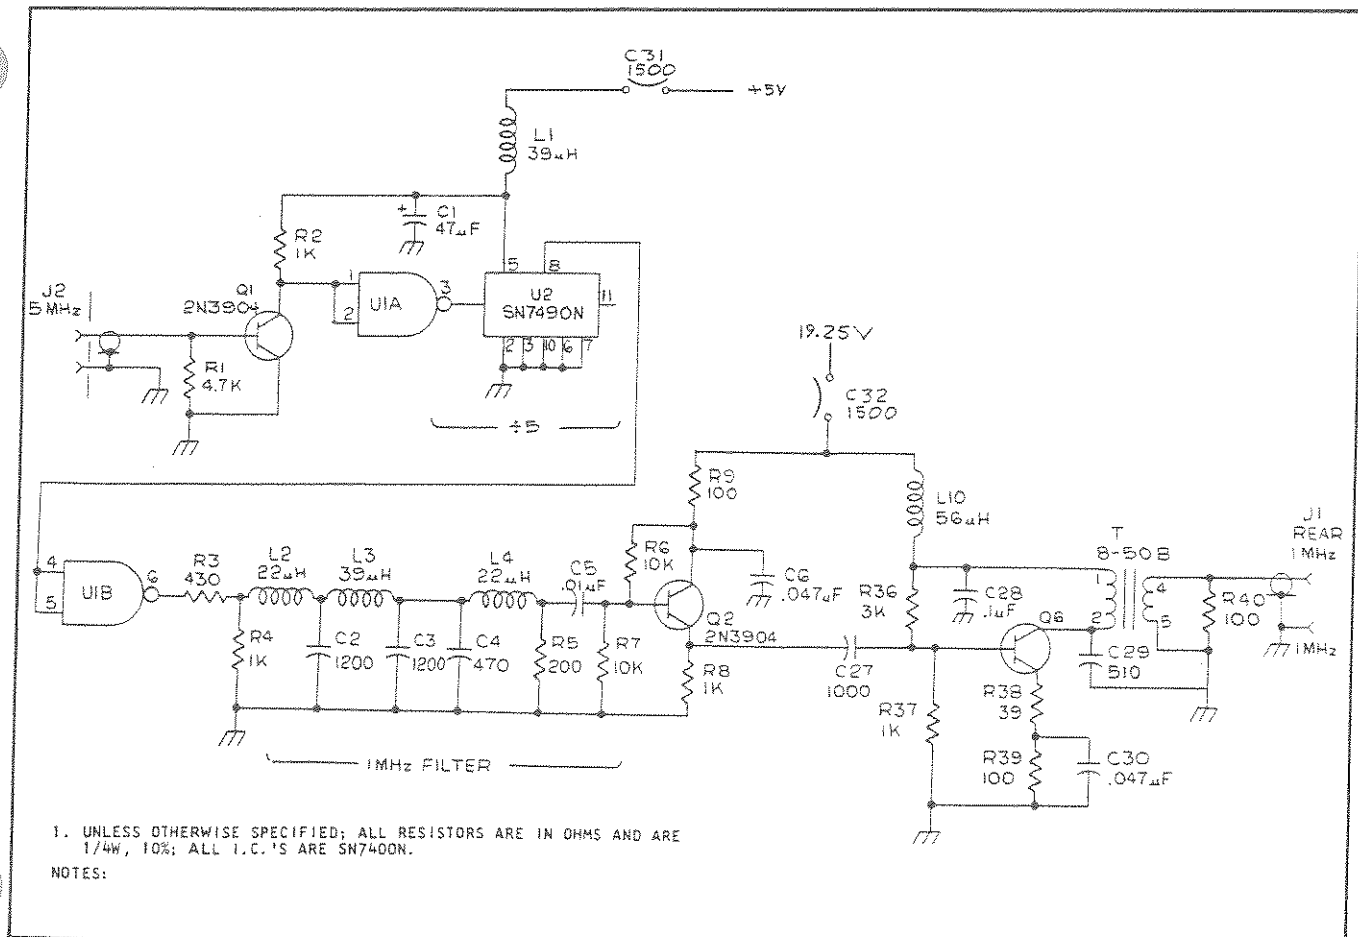 C31
1500
+5V
L1
39µH
C1
+
47µF
R2
1K
J2
5 MHz
Q1
2N3904
R1
4.7K
1
2
U1A
3
5
8
U2
SN7490N
11
2
3
10
6
7
÷5
19.25V
C32
1500
R9
100
L10
56µH
T
8-50B
J1
REAR
1MHz
4
5
U1B
6
R3
430
L2
22µH
L3
39µH
L4
22µH
C5
.01µF
R6
10K
C6
.047µF
R4
1K
C2
1200
C3
1200
C4
470
R5
200
R7
10K
Q2
2N3904
R8
1K
C27
1000
R36
3K
C28
.1µF
Q6
1
2
4
5
R40
100
C29
510
1MHz
R37
1K
R38
39
R39
100
C30
.047µF
1MHz FILTER
1. UNLESS OTHERWISE SPECIFIED; ALL RESISTORS ARE IN OHMS AND ARE
1/4W, 10%; ALL I.C.'S ARE SN7400N.
NOTES: